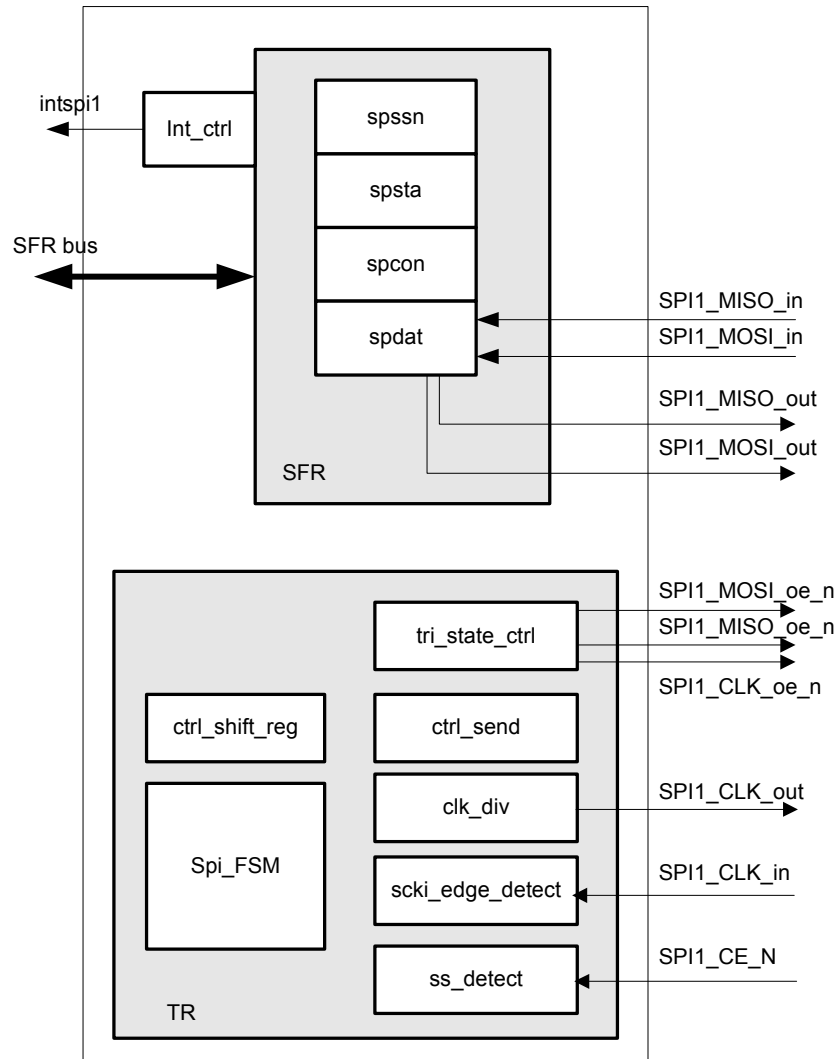 intspi1
Int_ctrl
spssn
spsta
SFR bus
spcon
spdat
SPI1_MISO_in
SPI1_MOSI_in
SPI1_MISO_out
SPI1_MOSI_out
SFR
SPI1_MOSI_oe_n
tri_state_ctrl
SPI1_MISO_oe_n
SPI1_CLK_oe_n
ctrl_shift_reg
ctrl_send
clk_div
SPI1_CLK_out
Spi_FSM
scki_edge_detect
SPI1_CLK_in
ss_detect
SPI1_CE_N
TR